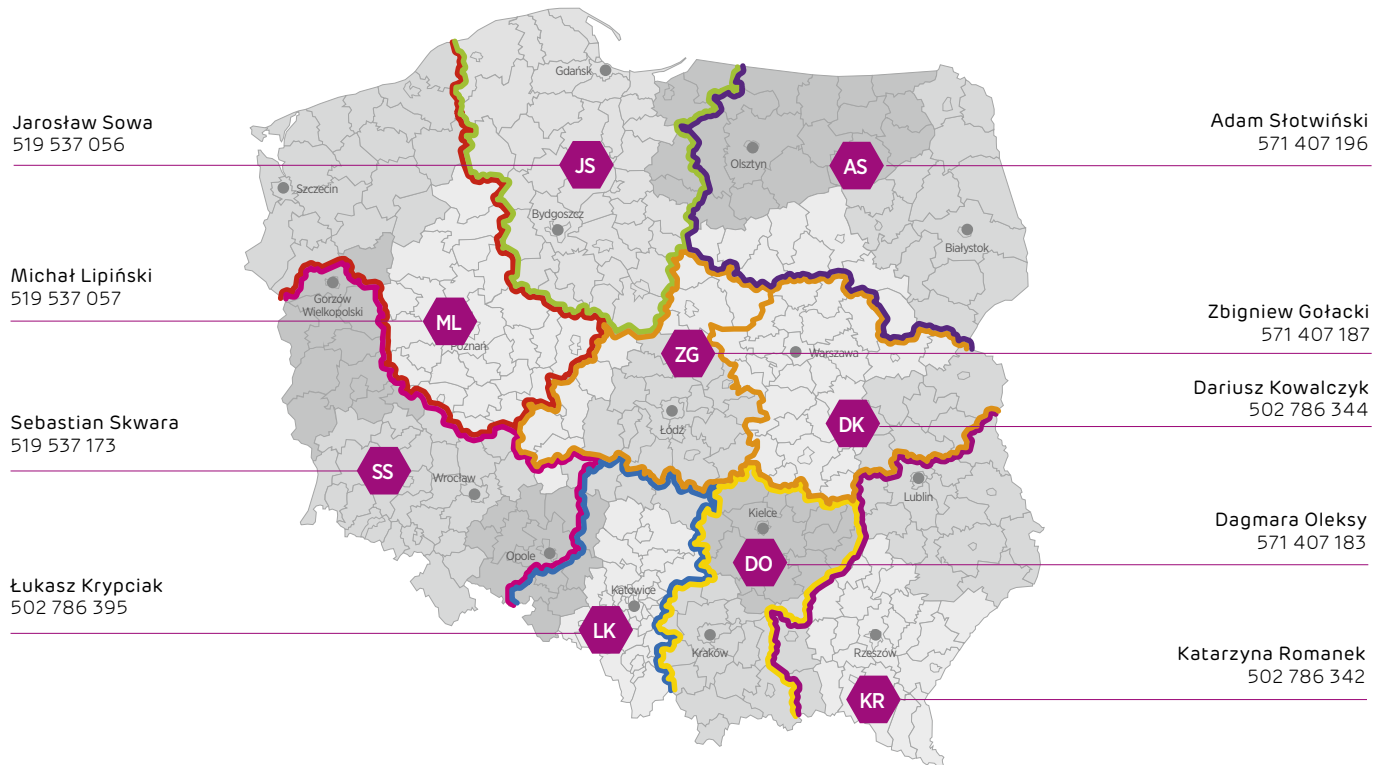 Jarosław Sowa
519 537 056
Michał Lipiński
519 537 057
Sebastian Skwara
519 537 173
Łukasz Krypciak
502 786 395
Gdańsk
JS
Olsztyn
AS
Szczecin
Bydgoszcz
Białystok
Gorzów
Wielkopolski
ML
Poznań
ZG
Warszawa
Łódź
DK
SS
Wrocław
Lublin
Kielce
Opole
DO
Katowice
LK
Kraków
Rzeszów
KR
Adam Słotwiński
571 407 196
Zbigniew Gołacki
571 407 187
Dariusz Kowalczyk
502 786 344
Dagmara Oleksy
571 407 183
Katarzyna Romanek
502 786 342